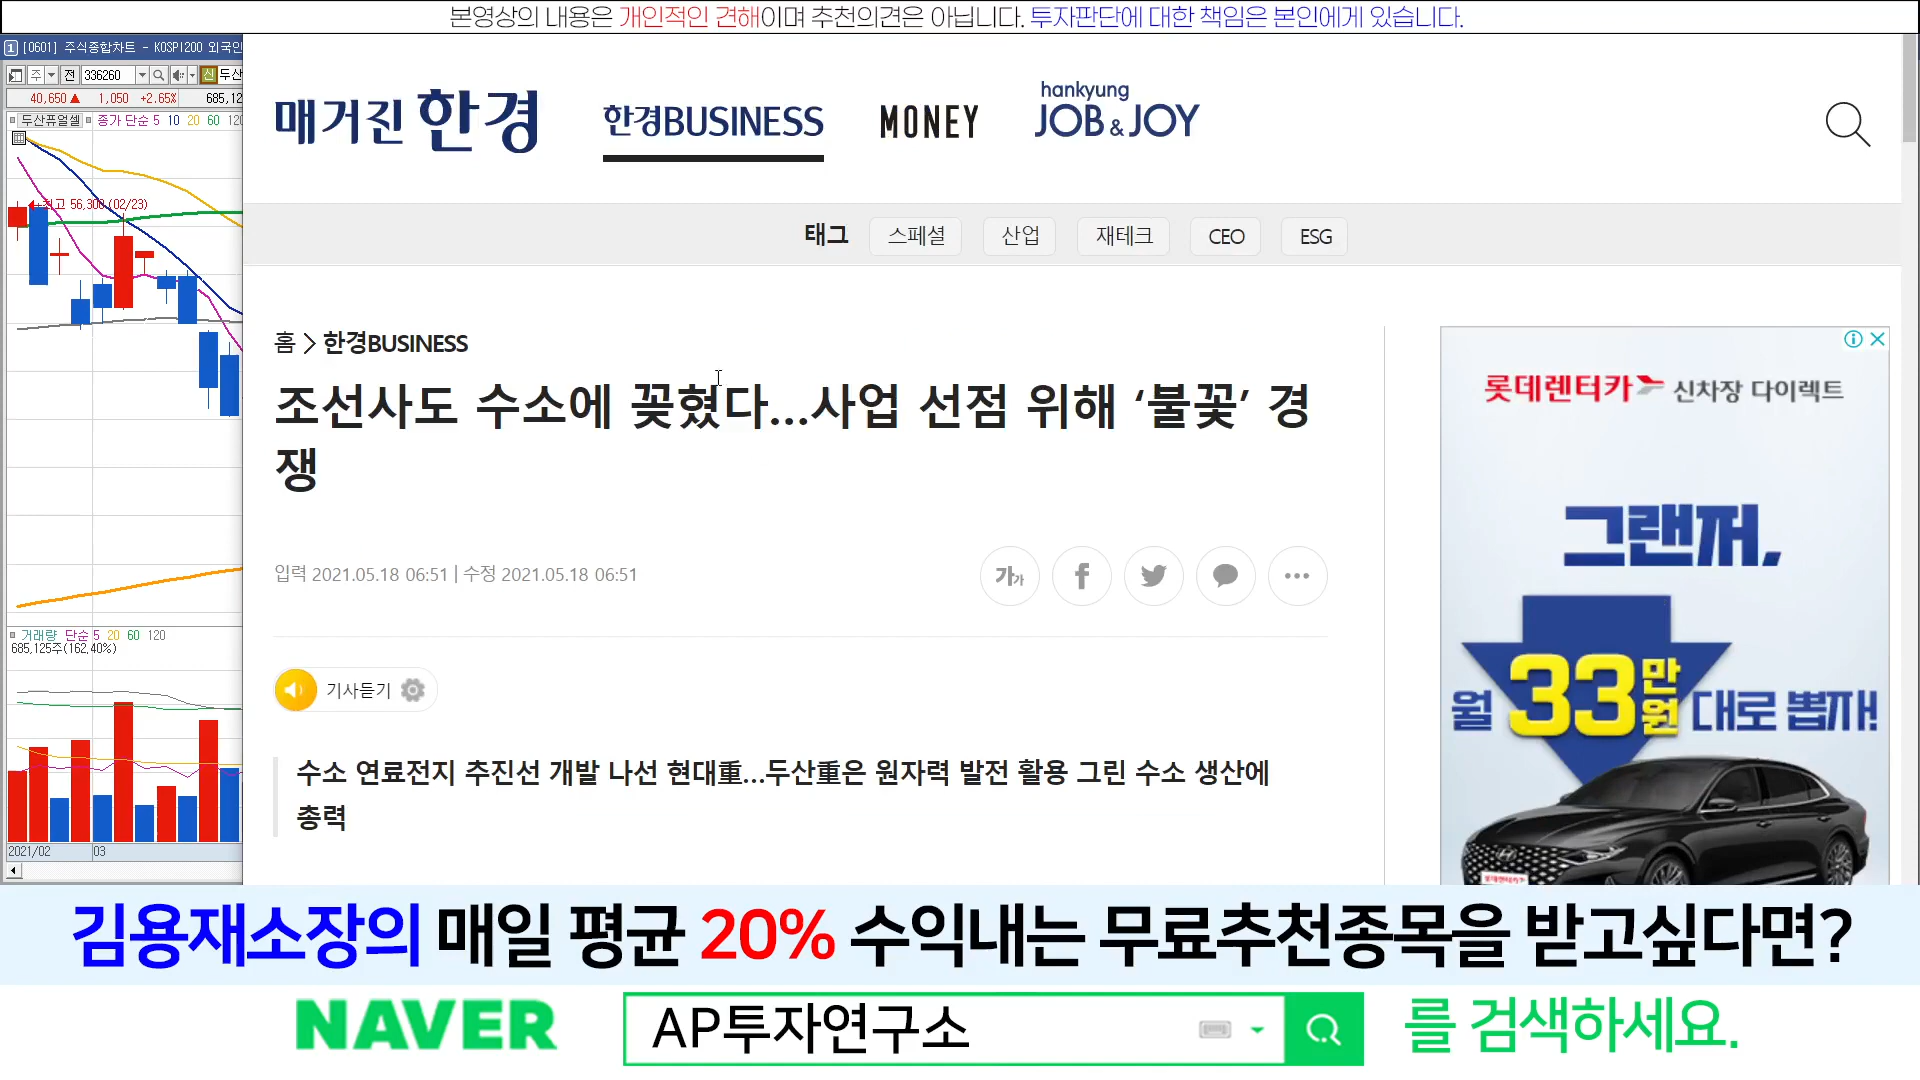 본영상의 내용은 개인적인 견해이며 추천의견은 아닙니다. 투자판단에 대한 책임은 본인에게 있습니다.
1 [0601] 주식종합차트 - KOSPI200 외국인
주 전 336260 신 두산
40,650▲ 1,050 +2.65% 685,12
두산퓨얼셀 종가 단순 5 10 20 60 120
최고 56,300 (02/23)
거래량 단순 5 20 60 120
685,125주(162.40%)
2021/02 03
매거진 한경
한경BUSINESS
MONEY
hankyung
JOB & JOY
태그 스페셜 산업 재테크 CEO ESG
홈 > 한경BUSINESS
조선사도 수소에 꽂혔다…사업 선점 위해 ‘불꽃’ 경
쟁
입력 2021.05.18 06:51 | 수정 2021.05.18 06:51
가가
기사듣기
수소 연료전지 추진선 개발 나선 현대重…두산重은 원자력 발전 활용 그린 수소 생산에
총력
롯데렌터카 신차장 다이렉트
그랜저,
월 33만원 대로 뽑자!
롯데렌터카
김용재소장의 매일 평균 20% 수익내는 무료추천종목을 받고싶다면?
NAVER AP투자연구소 를 검색하세요.